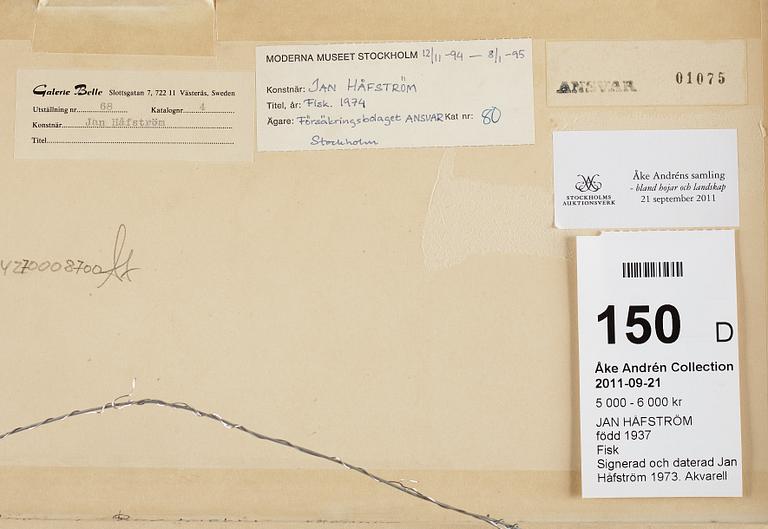 Galerie Belle Slottsgatan 7, 722 11 Västerås, Sweden
Utställning nr. 68 Katalognr. 4
Konstnär Jan Håfström
Titel
MODERNA MUSEET STOCKHOLM 12/11-94 — 8/1-95
Konstnär: JAN HÅFSTRÖM
Titel, år: Fisk. 1974
Ägare: Försäkringsbolaget ANSVAR Kat nr: 80
Stockholm
ANSVAR 01075
STOCKHOLMS
AUKTIONSVERK
Åke Andréns samling
- bland hojar och landskap
21 september 2011
150 D
Åke Andrén Collection
2011-09-21
5 000 - 6 000 kr
JAN HÅFSTRÖM
född 1937
Fisk
Signerad och daterad Jan
Håfström 1973. Akvarell